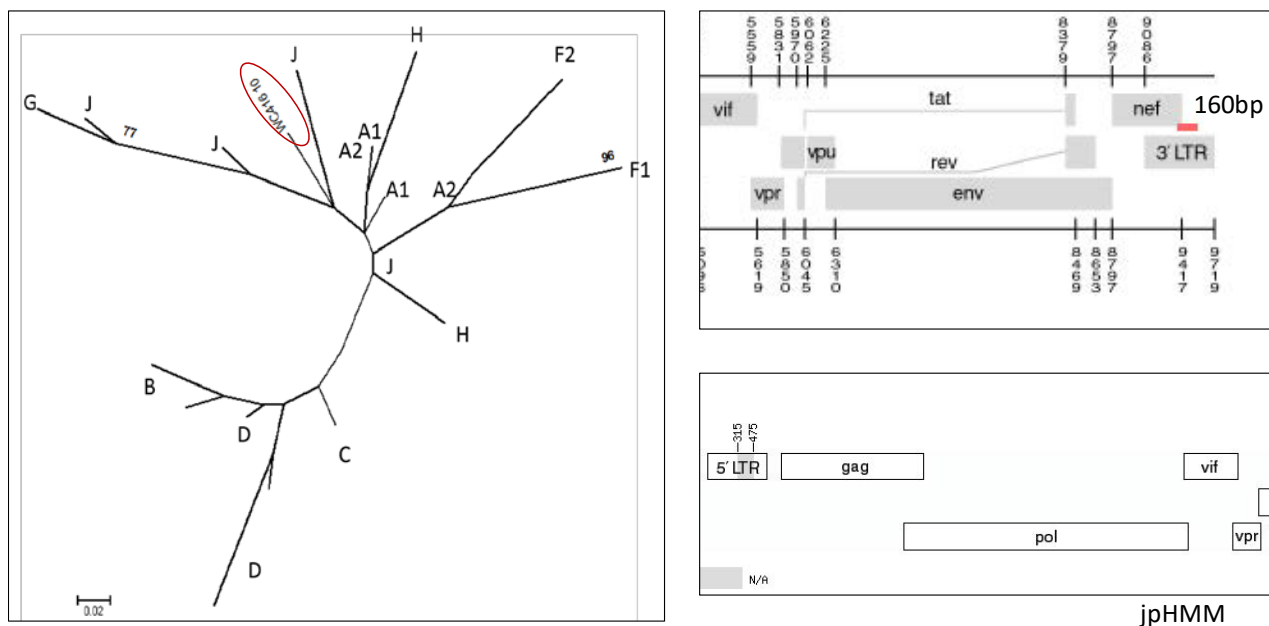 H
F2
J
WC416 10
G
J
77
J
A1
A2
A1
A2
96
F1
J
H
B
D
C
D
0.02
5559 5831 5970 6062 6225 8379 8797 9086
vif tat nef 160bp
vpu rev 3' LTR
vpr env
5096 5619 5850 6045 6310 8469 8653 8797 9417 9719
315 475
5' LTR gag vif
pol vpr
N/A
jpHMM